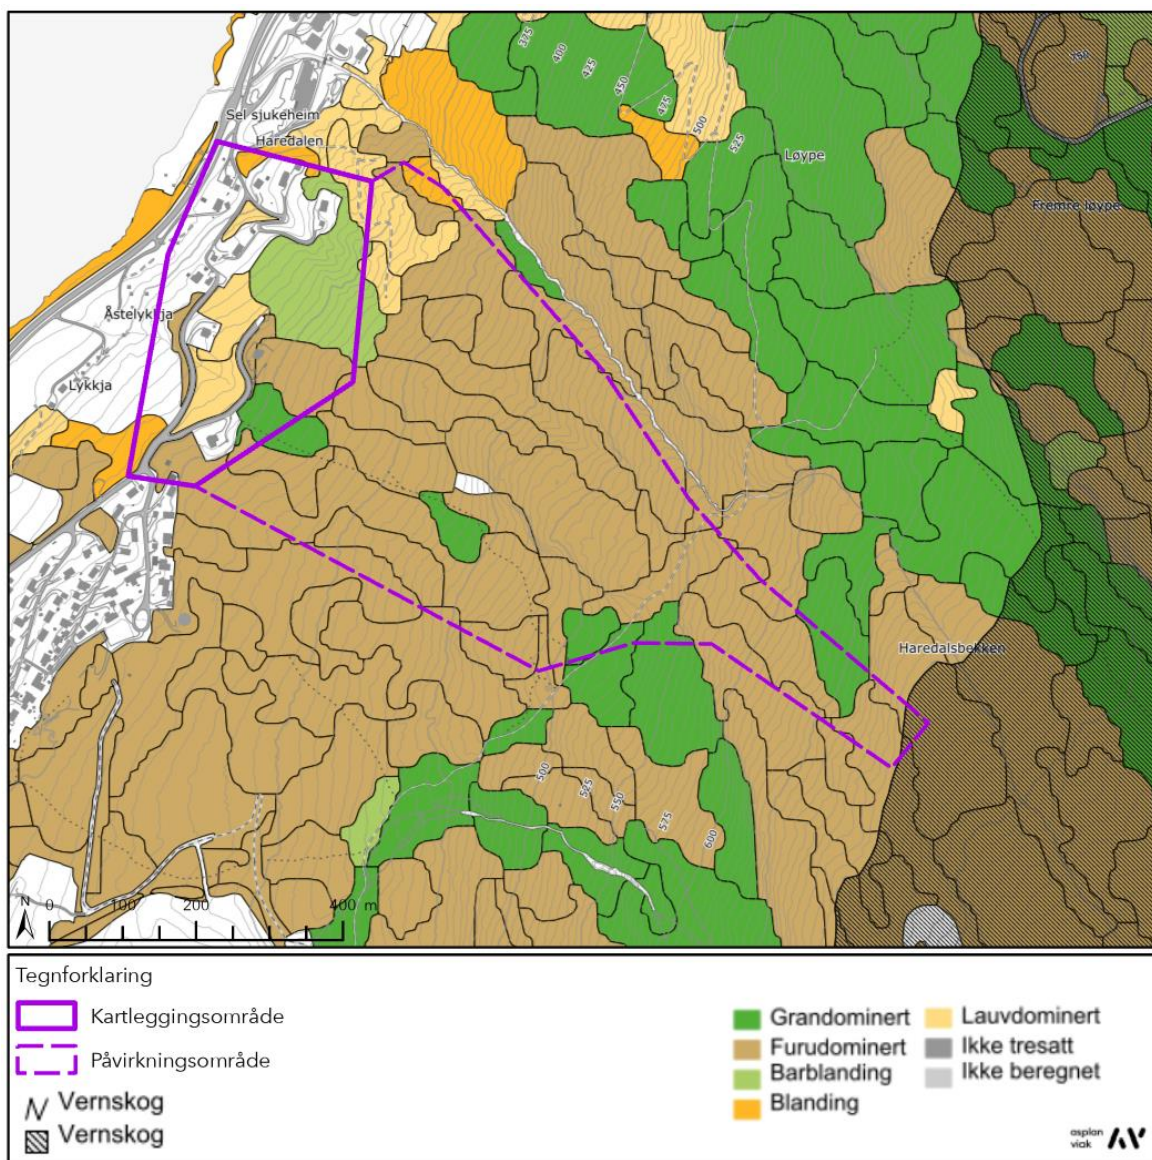 375
400
425
450
475
500
525
Løype
Sel sjukeheim
Haredalen
Fremre løype
Åstelykkja
Lykkja
Haredalsbekken
500
525
550
575
600
N
0 100 200 400 m
Tegnforklaring
Kartleggingsområde
Påvirkningsområde
Vernskog
Vernskog
Grandominert
Furudominert
Barblanding
Blanding
Lauvdominert
Ikke tresatt
Ikke beregnet
asplan
viak